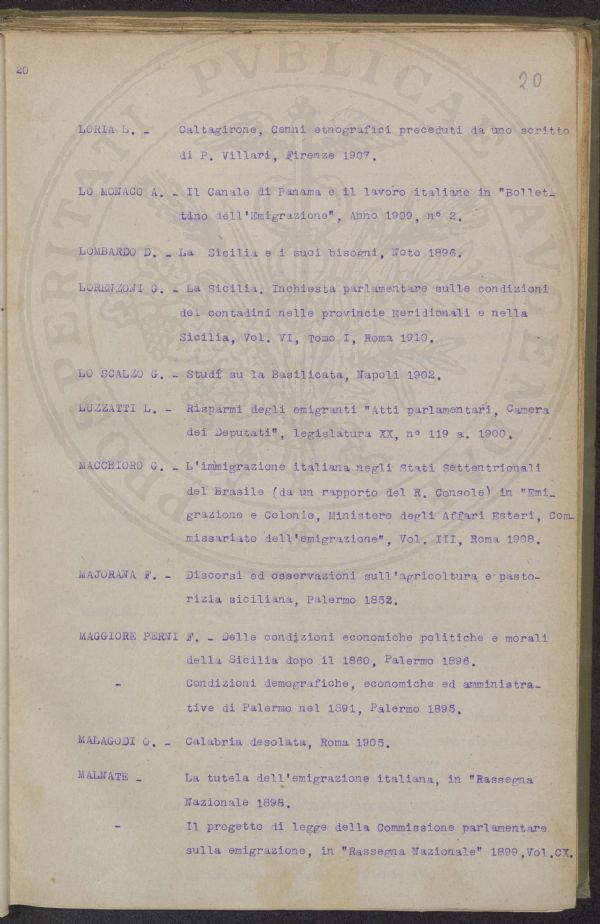 20
20
LORIA L. - Caltagirone, Cenni etnografici preceduti da uno scritto
di P. Villari, Firenze 1907.
LO MONACO A. - Il Canale di Panama e il lavoro italiano in "Bollet-
tino dell'Emigrazione", Anno 1909, n° 2.
LOMBARDO D. - La Sicilia e i suoi bisogni, Noto 1896.
LORENZONI G. - La Sicilia. Inchiesta parlamentare sulle condizioni
dei contadini nelle provincie Meridionali e nella
Sicilia, Vol. VI, Tomo I, Roma 1910.
LO SCALZO G. - Studî su la Basilicata, Napoli 1902.
LUZZATTI L. - Risparmi degli emigranti "Atti parlamentari, Camera
dei Deputati", legislatura XX, n° 119 a. 1900.
MACCHIORO G. - L'immigrazione italiana negli Stati Settentrionali
del Brasile (da un rapporto del R. Console) in "Emi-
grazione e Colonie, Ministero degli Affari Esteri, Com-
missariato dell'emigrazione", Vol. III, Roma 1908.
MAJORANA F. - Discorsi ed osservazioni sull'agricoltura e pasto-
rizia siciliana, Palermo 1852.
MAGGIORE PERNI F. - Delle condizioni economiche politiche e morali
della Sicilia dopo il 1860, Palermo 1896.
- Condizioni demografiche, economiche ed amministra-
tive di Palermo nel 1891, Palermo 1895.
MALAGODI O. - Calabria desolata, Roma 1905.
MALNATE - La tutela dell'emigrazione italiana, in "Rassegna
Nazionale 1898.
- Il progetto di legge della Commissione parlamentare
sulla emigrazione, in "Rassegna Nazionale" 1899,Vol.CX.
PROSPERITATI PVBLICAE AVGENDAE